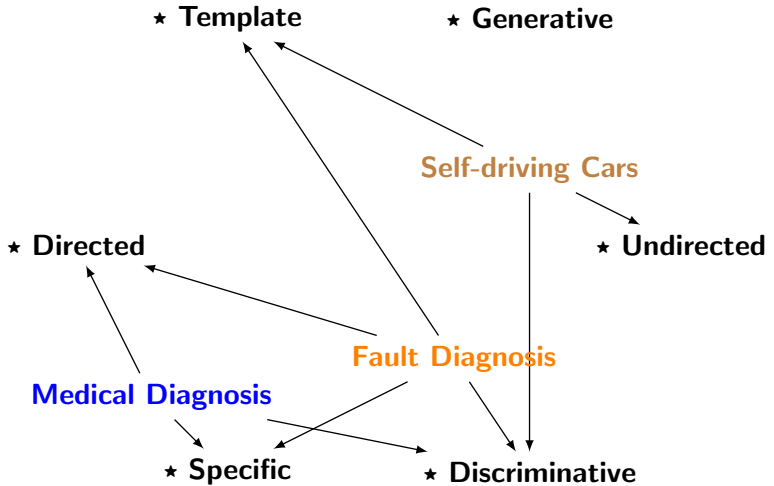 ⋆ Template
⋆ Generative
Self-driving Cars
⋆ Directed
⋆ Undirected
Fault Diagnosis
Medical Diagnosis
⋆ Specific
⋆ Discriminative